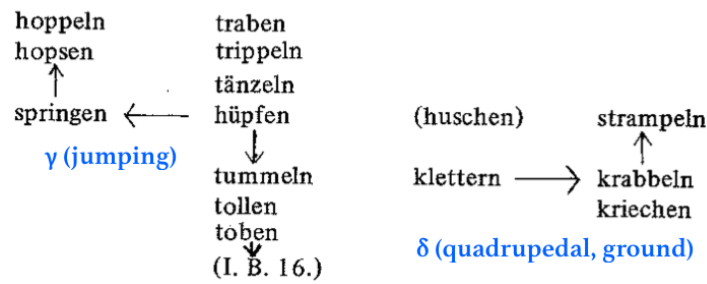 hoppeln
hopsen
springen
γ (jumping)
traben
trippeln
tänzeln
hüpfen
tummeln
tollen
toben
(I. B. 16.)
(huschen)
klettern
strampeln
krabbeln
kriechen
δ (quadrupedal, ground)